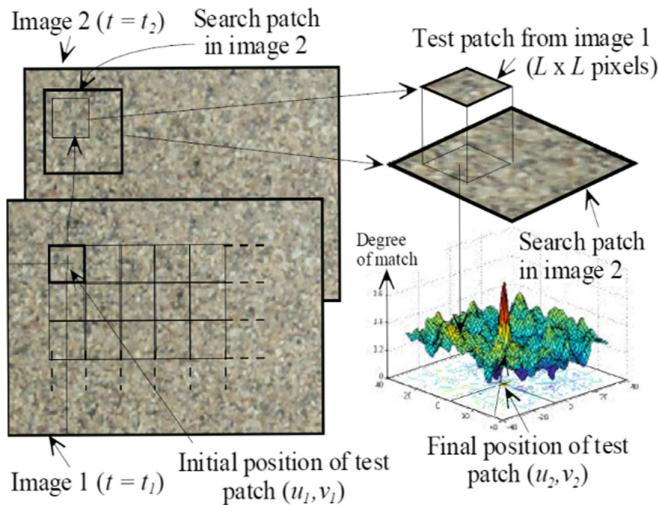 Image 2 (t = t₂)
Search patch
in image 2
Test patch from image 1
(L x L pixels)
Search patch
in image 2
Degree
of match
Final position of test
patch (u₂,v₂)
Initial position of test
patch (u₁,v₁)
Image 1 (t = t₁)